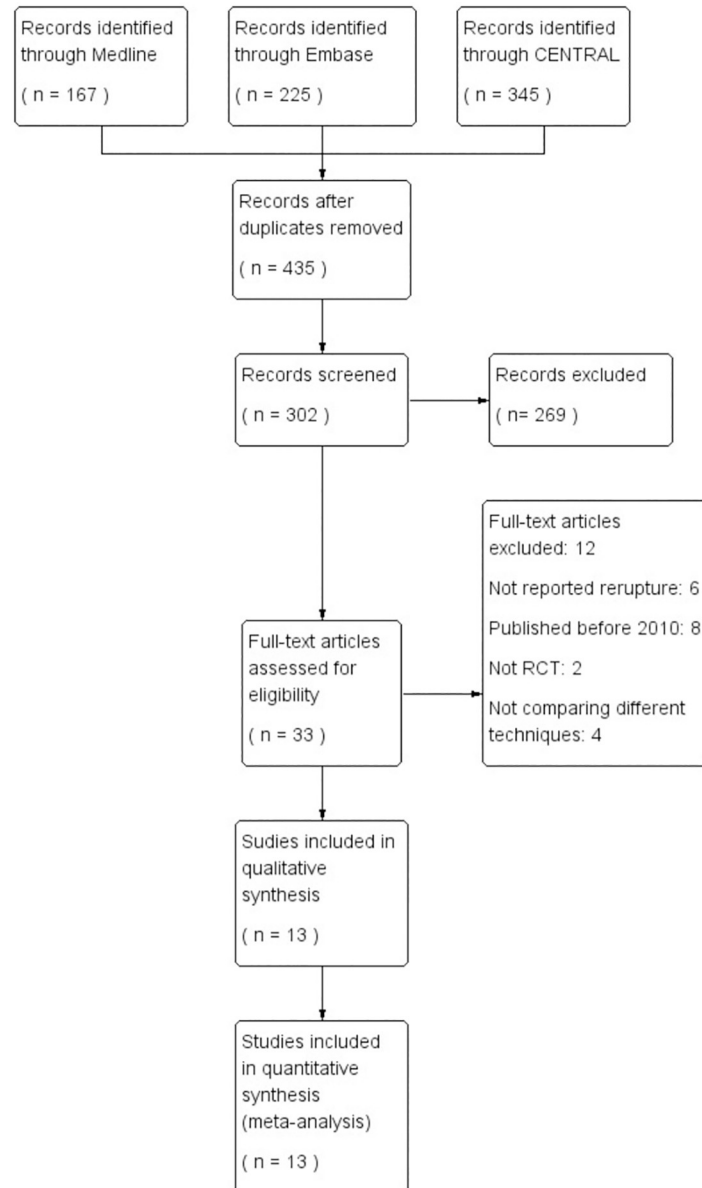 Records identified
through Medline
( n = 167 )
Records identified
through Embase
( n = 225 )
Records identified
through CENTRAL
( n = 345 )
Records after
duplicates removed
( n = 435 )
Records screened
( n = 302 )
Records excluded
( n= 269 )
Full-text articles
assessed for
eligibility
( n = 33 )
Full-text articles
excluded: 12
Not reported rerupture: 6
Published before 2010: 8
Not RCT: 2
Not comparing different
techniques: 4
Sudies included in
qualitative
synthesis
( n = 13 )
Studies included
in quantitative
synthesis
(meta-analysis)
( n = 13 )